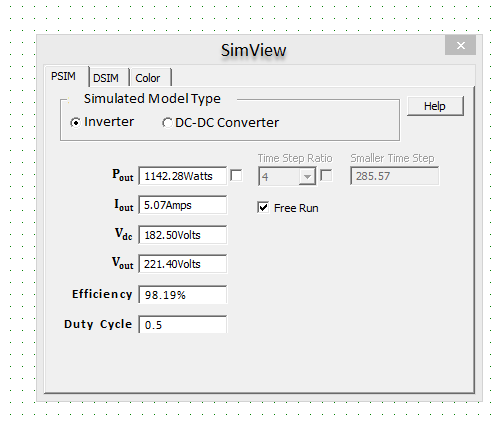 SimView
PSIM DSIM Color
Simulated Model Type
Inverter DC-DC Converter
Help
Time Step Ratio Smaller Time Step
Pout 1142.28Watts 4 285.57
Iout 5.07Amps Free Run
Vdc 182.50Volts
Vout 221.40Volts
Efficiency 98.19%
Duty Cycle 0.5